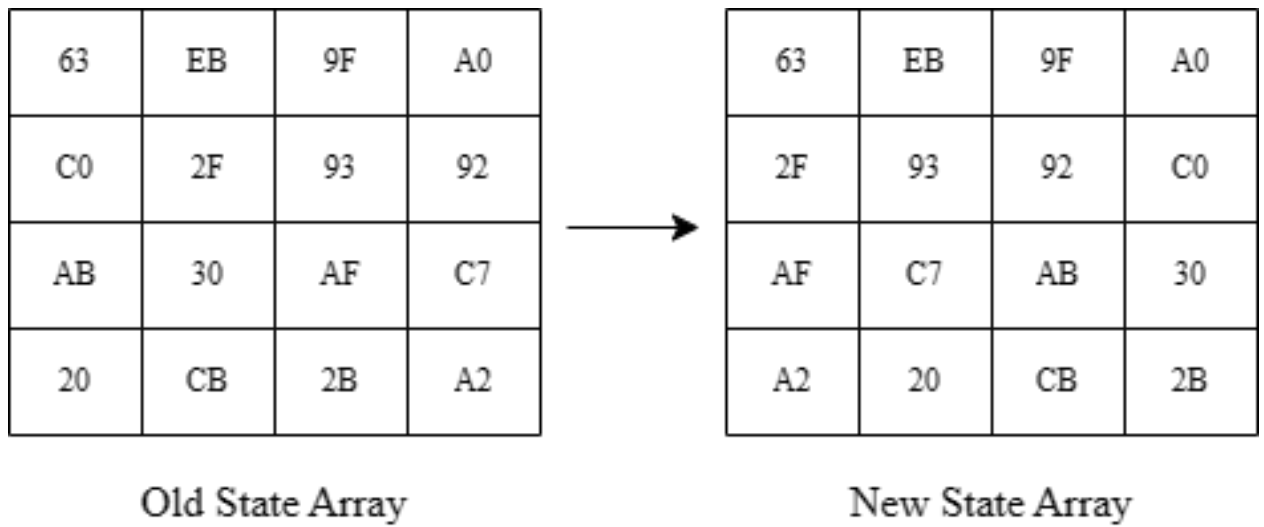 63 EB 9F A0 63 EB 9F A0
C0 2F 93 92 2F 93 92 C0
AB 30 AF C7 AF C7 AB 30
20 CB 2B A2 A2 20 CB 2B
Old State Array New State Array